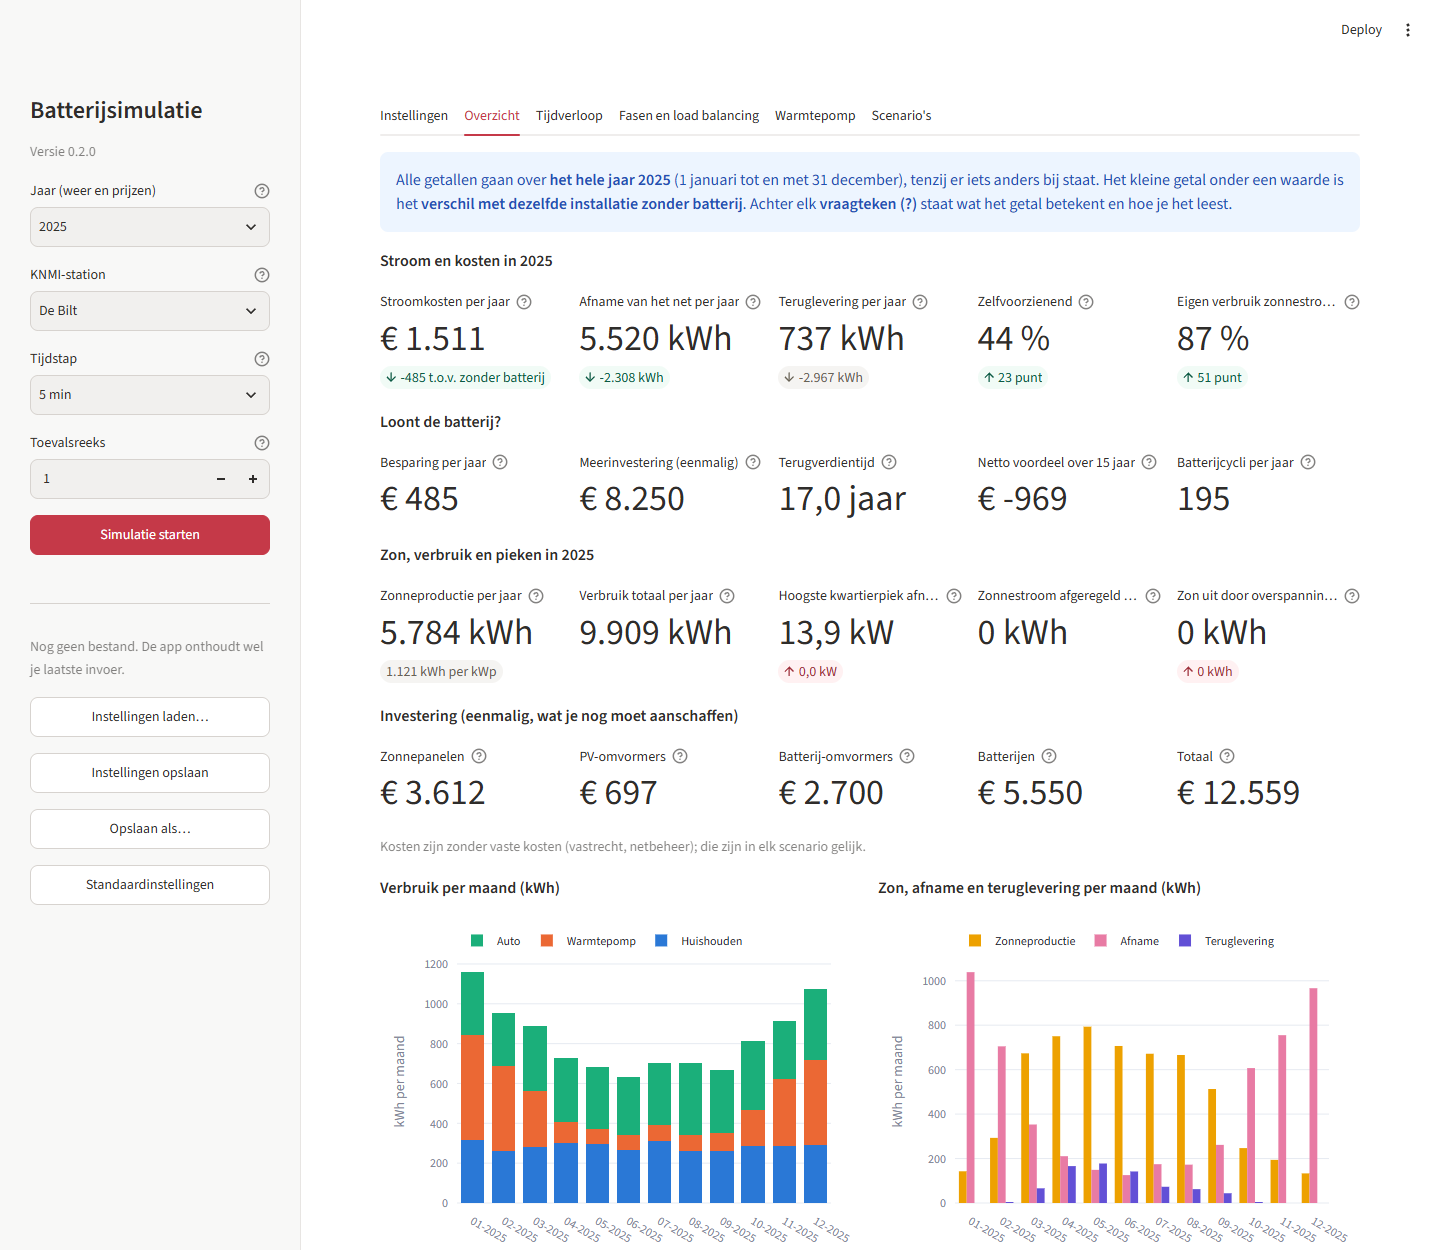 Deploy
Batterijsimulatie
Versie 0.2.0
Jaar (weer en prijzen)
2025
KNMI-station
De Bilt
Tijdstap
5 min
Toevalsreeks
1
Simulatie starten
Nog geen bestand. De app onthoudt wel
je laatste invoer.
Instellingen laden…
Instellingen opslaan
Opslaan als…
Standaardinstellingen
Instellingen Overzicht Tijdverloop Fasen en load balancing Warmtepomp Scenario's
Alle getallen gaan over het hele jaar 2025 (1 januari tot en met 31 december), tenzij er iets anders bij staat. Het kleine getal onder een waarde is
het verschil met dezelfde installatie zonder batterij. Achter elk vraagteken (?) staat wat het getal betekent en hoe je het leest.
Stroom en kosten in 2025
Stroomkosten per jaar Afname van het net per jaar Teruglevering per jaar Zelfvoorzienend Eigen verbruik zonnestro…
€ 1.511 5.520 kWh 737 kWh 44 % 87 %
↓ -485 t.o.v. zonder batterij ↓ -2.308 kWh ↓ -2.967 kWh ↑ 23 punt ↑ 51 punt
Loont de batterij?
Besparing per jaar Meerinvestering (eenmalig) Terugverdientijd Netto voordeel over 15 jaar Batterijcycli per jaar
€ 485 € 8.250 17,0 jaar € -969 195
Zon, verbruik en pieken in 2025
Zonneproductie per jaar Verbruik totaal per jaar Hoogste kwartierpiek afn… Zonnestroom afgeregeld … Zon uit door overspannin…
5.784 kWh 9.909 kWh 13,9 kW 0 kWh 0 kWh
1.121 kWh per kWp ↑ 0,0 kW ↑ 0 kWh
Investering (eenmalig, wat je nog moet aanschaffen)
Zonnepanelen PV-omvormers Batterij-omvormers Batterijen Totaal
€ 3.612 € 697 € 2.700 € 5.550 € 12.559
Kosten zijn zonder vaste kosten (vastrecht, netbeheer); die zijn in elk scenario gelijk.
Verbruik per maand (kWh)
Auto Warmtepomp Huishouden
kWh per maand
1200
1000
800
600
400
200
0
01-2025 02-2025 03-2025 04-2025 05-2025 06-2025 07-2025 08-2025 09-2025 10-2025 11-2025 12-2025
Zon, afname en teruglevering per maand (kWh)
Zonneproductie Afname Teruglevering
kWh per maand
1000
800
600
400
200
0
01-2025 02-2025 03-2025 04-2025 05-2025 06-2025 07-2025 08-2025 09-2025 10-2025 11-2025 12-2025